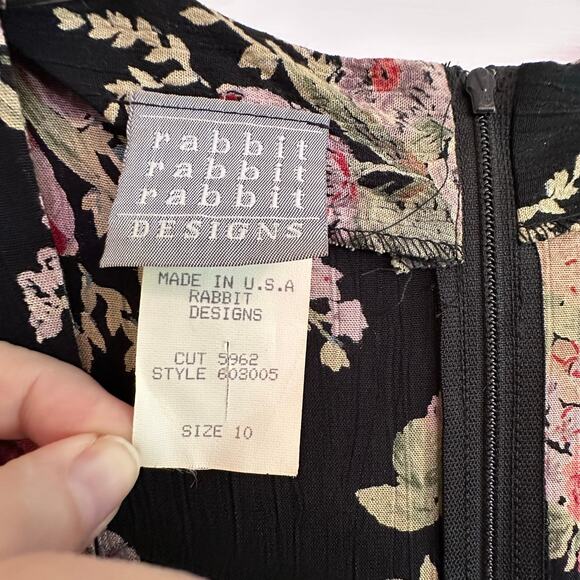 rabbit
rabbit
rabbit
DESIGNS
MADE IN U.S.A
RABBIT
DESIGNS
CUT 5962
STYLE 603005
SIZE 10